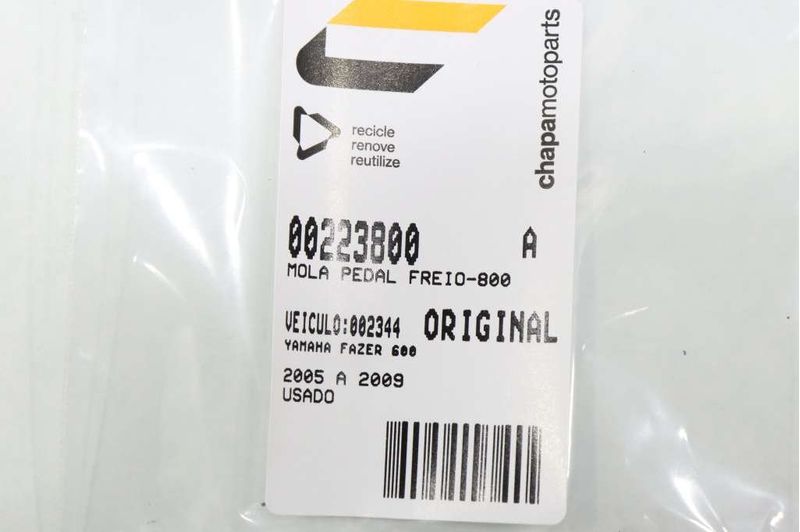 chapamotoparts
recicle
renove
reutilize
00223800 A
MOLA PEDAL FREIO-800
VEICULO:002344 ORIGINAL
YAMAHA FAZER 600
2005 A 2009
USADO